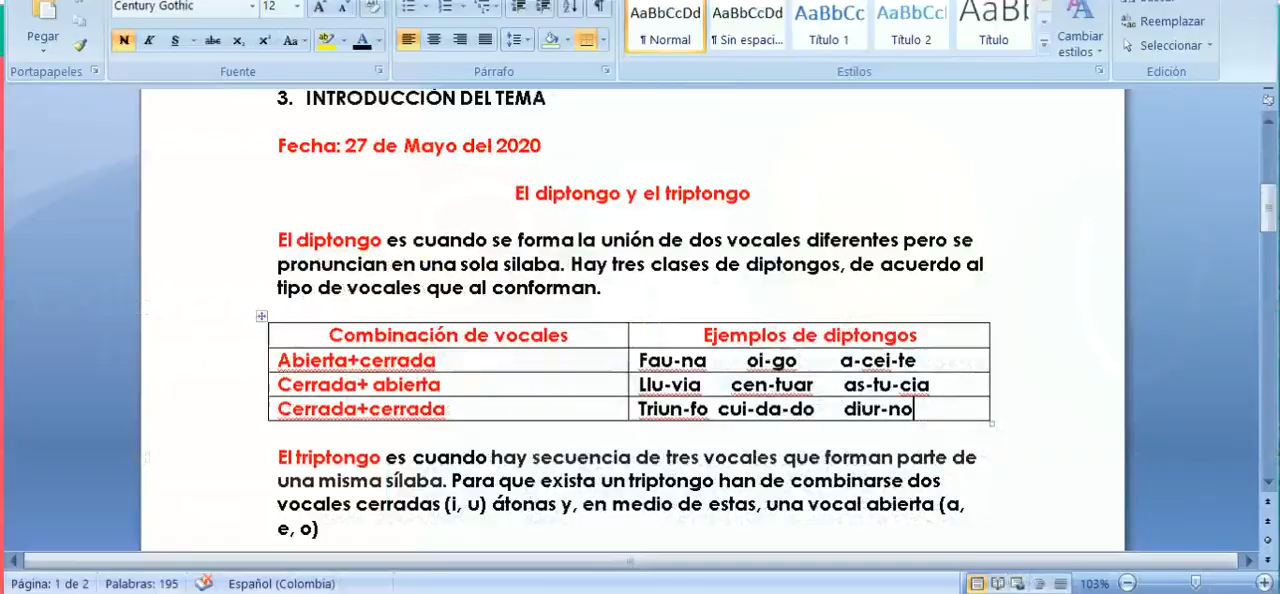 Century Gothic 12
Pegar N K S abc x₂ x² Aa A
AaBbCcDd AaBbCcDd AaBbCc AaBbCcI AaBbI
¶ Normal ¶ Sin espaci... Título 1 Título 2 Título
Cambiar estilos
Reemplazar
Seleccionar
Portapapeles Fuente Párrafo Estilos Edición
3. INTRODUCCIÓN DEL TEMA
Fecha: 27 de Mayo del 2020
El diptongo y el triptongo
El diptongo es cuando se forma la unión de dos vocales diferentes pero se
pronuncian en una sola silaba. Hay tres clases de diptongos, de acuerdo al
tipo de vocales que al conforman.
Combinación de vocales Ejemplos de diptongos
Abierta+cerrada Fau-na oi-go a-cei-te
Cerrada+ abierta Llu-via cen-tuar as-tu-cia
Cerrada+cerrada Triun-fo cui-da-do diur-no
El triptongo es cuando hay secuencia de tres vocales que forman parte de
una misma sílaba. Para que exista un triptongo han de combinarse dos
vocales cerradas (i, u) átonas y, en medio de estas, una vocal abierta (a,
e, o)
Página: 1 de 2 Palabras: 195 Español (Colombia) 103%